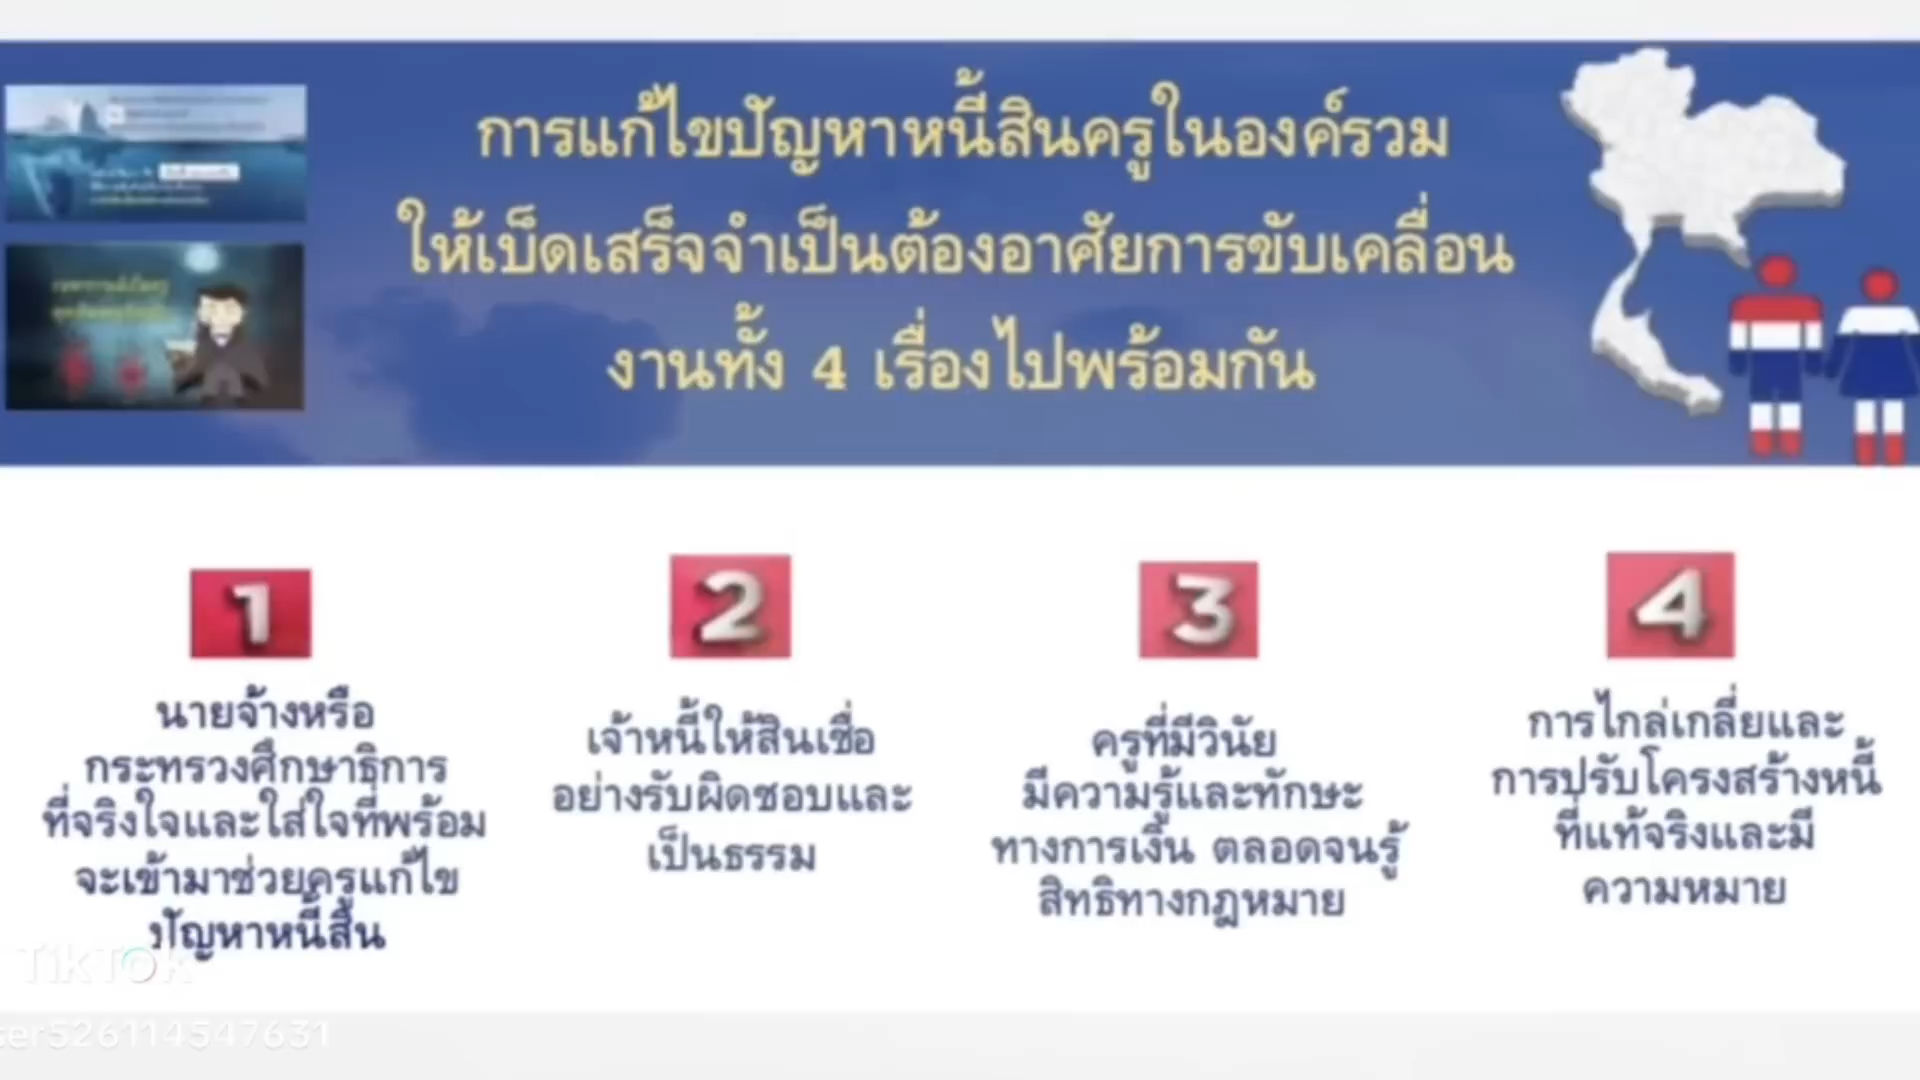 การแก้ไขปัญหาหนี้สินครูในองค์รวม
ให้เบ็ดเสร็จจำเป็นต้องอาศัยการขับเคลื่อน
งานทั้ง 4 เรื่องไปพร้อมกัน
1
นายจ้างหรือ
กระทรวงศึกษาธิการ
ที่จริงใจและใส่ใจที่พร้อม
จะเข้ามาช่วยครูแก้ไข
ปัญหาหนี้สิน
2
เจ้าหนี้ให้สินเชื่อ
อย่างรับผิดชอบและ
เป็นธรรม
3
ครูที่มีวินัย
มีความรู้และทักษะ
ทางการเงิน ตลอดจนรู้
สิทธิทางกฎหมาย
4
การไกล่เกลี่ยและ
การปรับโครงสร้างหนี้
ที่แท้จริงและมี
ความหมาย
TikTok
ser526114547631